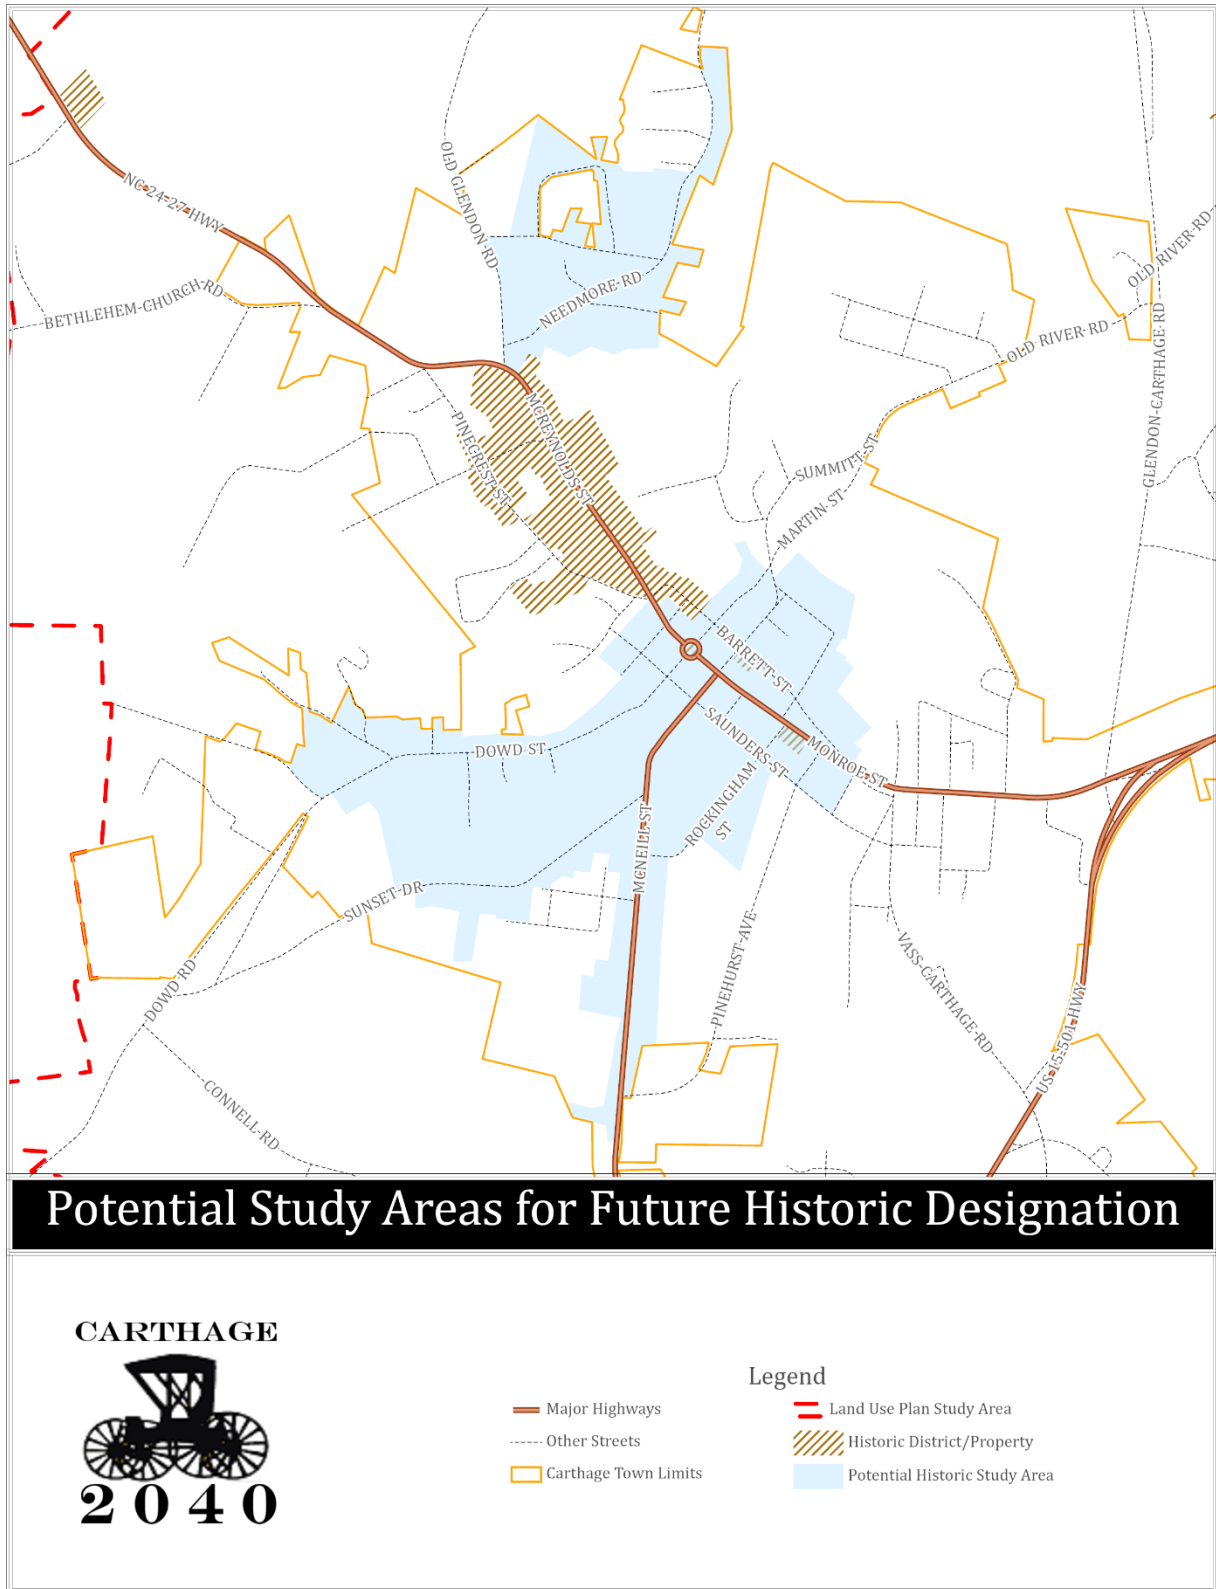 OLD GLENDON RD
NC-24-27 HWY
BETHLEHEM-CHURCH-RD
NEEDMORE RD
OLD-RIVER-RD
OLD RIVER RD
GLENDON-CARTHAGE-RD
MCREYNOLDS-ST
PINECREST-ST
SUMMITT-ST
MARTIN ST
BARRETT-ST
DOWD ST
SAUNDERS-ST
MONROE-ST
ROCKINGHAM
ST
MCNEILL-ST
SUNSET-DR
DOWD-RD
PINEHURST-AVE
VASS-CARTHAGE-RD
US-15-501-HWY
CONNELL-RD
Potential Study Areas for Future Historic Designation
CARTHAGE
2040
Legend
Major Highways
Other Streets
Carthage Town Limits
Land Use Plan Study Area
Historic District/Property
Potential Historic Study Area